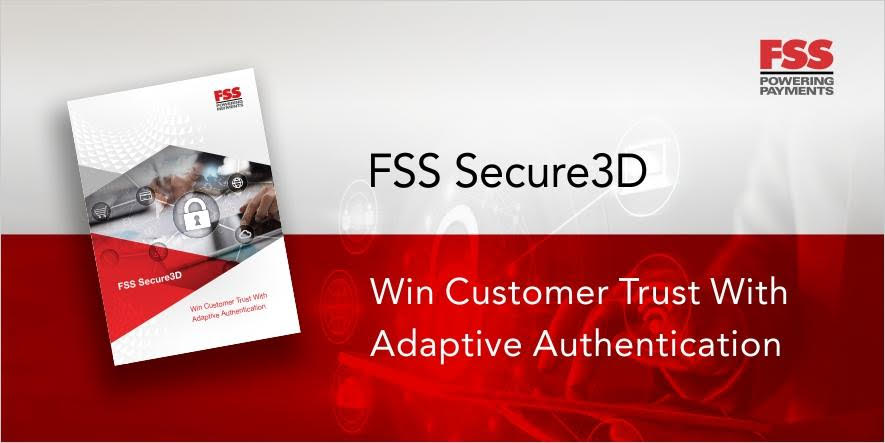 FSS
POWERING
PAYMENTS
FSS Secure3D
Win Customer Trust With
Adaptive Authentication
FSS
POWERING
PAYMENTS
FSS Secure3D
Win Customer Trust With
Adaptive Authentication